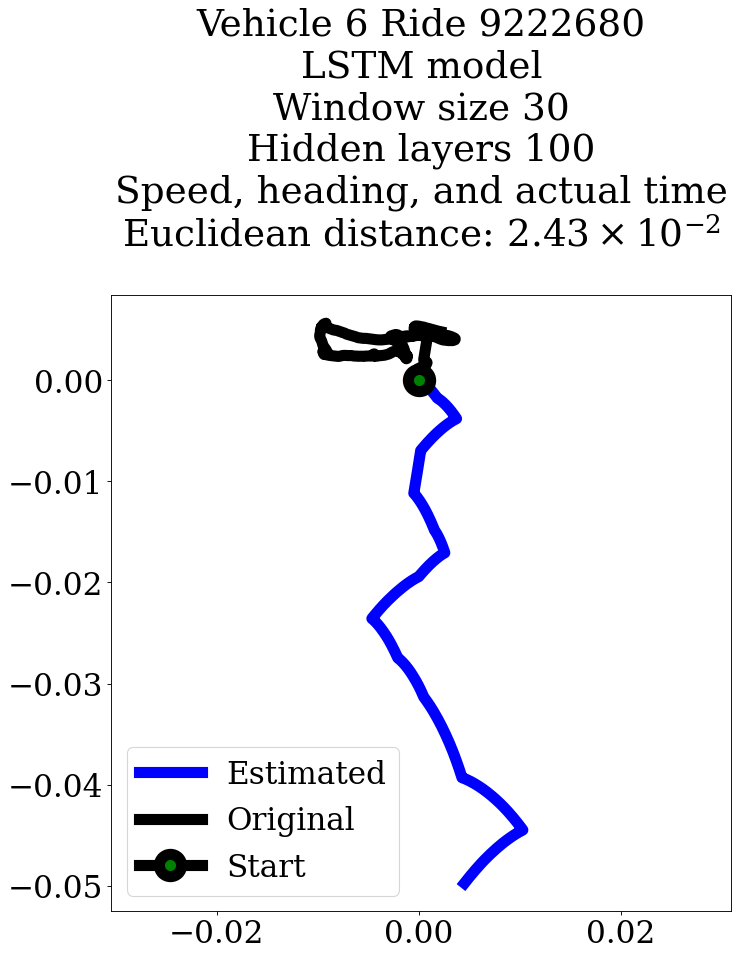 Vehicle 6 Ride 9222680
LSTM model
Window size 30
Hidden layers 100
Speed, heading, and actual time
Euclidean distance: 2.43 × 10⁻²
0.00
−0.01
−0.02
−0.03
−0.04
−0.05
Estimated
Original
Start
−0.02 0.00 0.02